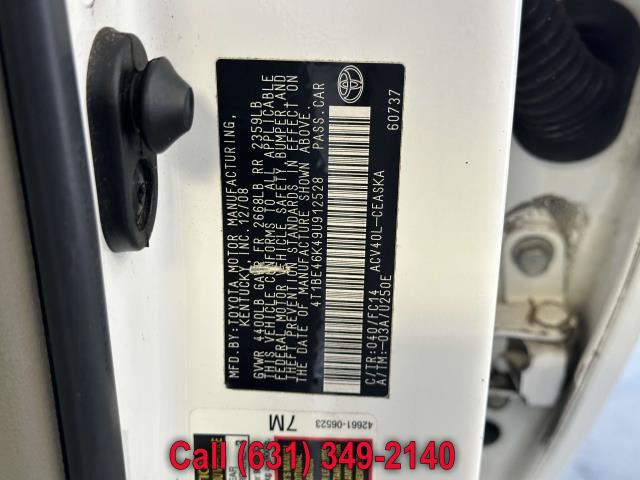 MFD. BY: TOYOTA MOTOR MANUFACTURING,
KENTUCKY, INC. 12/08
GVWR 4400LB GAWR FR 2668LB RR 2359LB
THIS VEHICLE CONFORMS TO ALL APPLICABLE
FEDERAL MOTOR VEHICLE SAFETY, BUMPER, AND
THEFT PREVENTION STANDARDS IN EFFECT ON
THE DATE OF MANUFACTURE SHOWN ABOVE.
4T1BE46K49U912528 PASS. CAR
C/TR:040/FC14 ACV40L-CEASKA
A/TM:-03A/U250E 60737
42661-06523
7M
Call (631) 349-2140